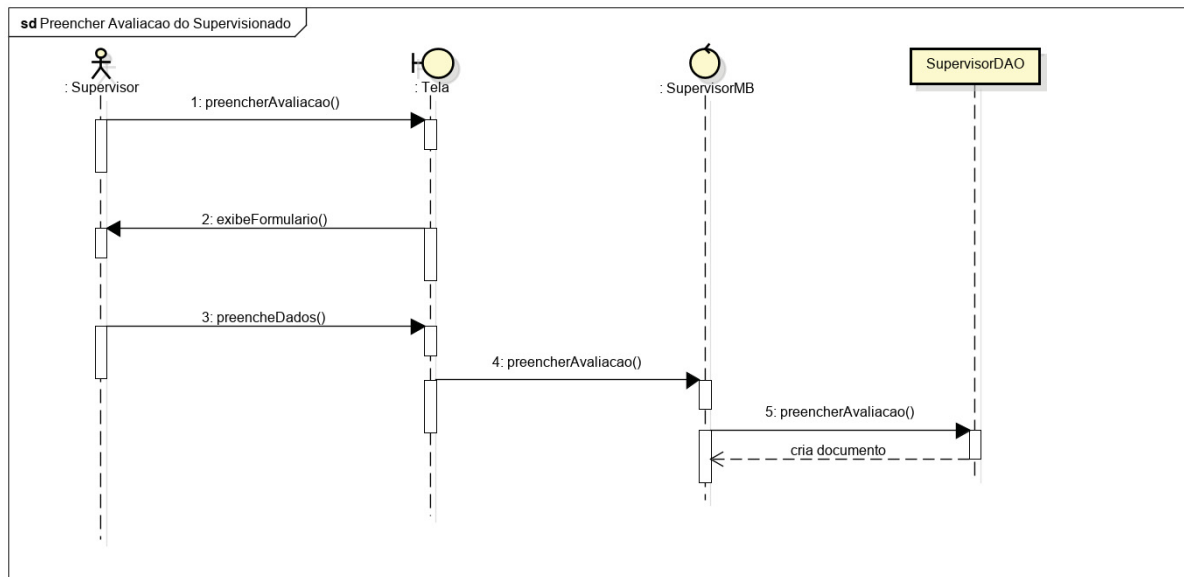 sd Preencher Avaliacao do Supervisionado
: Supervisor
: Tela
: SupervisorMB
SupervisorDAO
1: preencherAvaliacao()
2: exibeFormulario()
3: preencheDados()
4: preencherAvaliacao()
5: preencherAvaliacao()
cria documento